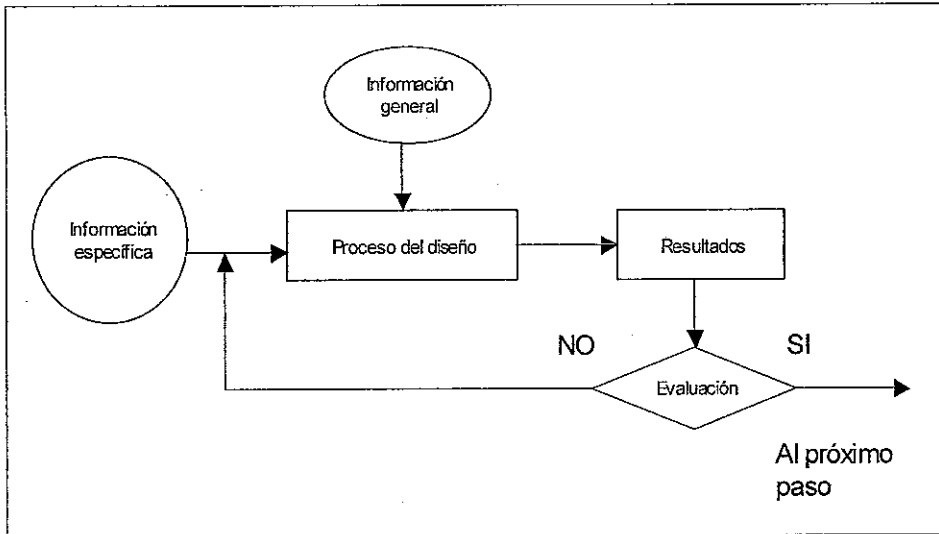 Información
general
Información
específica
Proceso del diseño
Resultados
NO
SI
Evaluación
Al próximo
paso